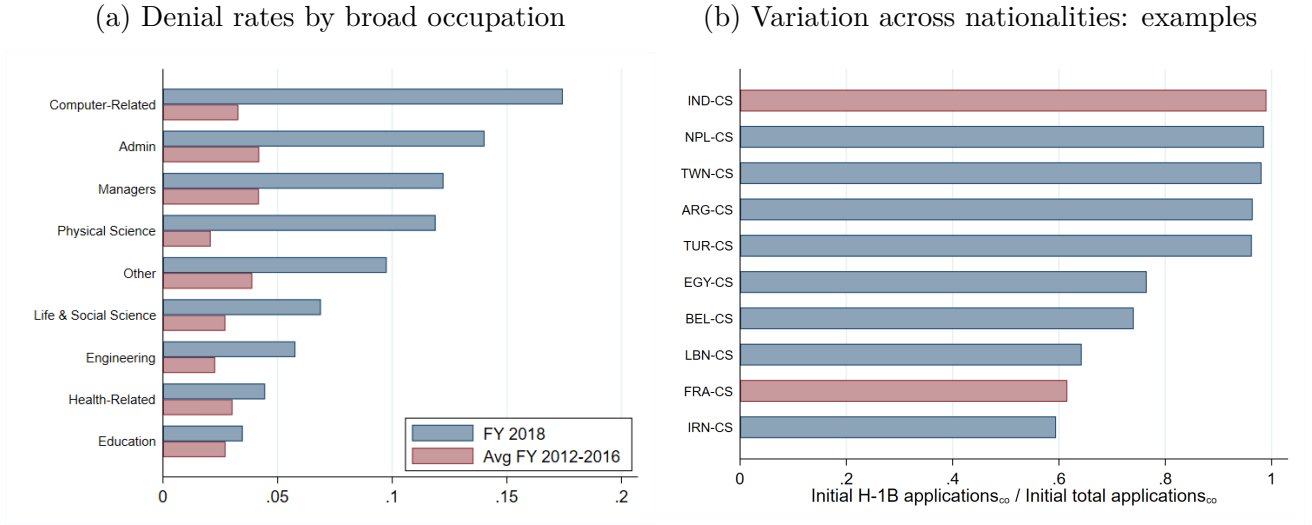 (a) Denial rates by broad occupation
Computer-Related
Admin
Managers
Physical Science
Other
Life & Social Science
Engineering
Health-Related
Education
FY 2018
Avg FY 2012-2016
0 .05 .1 .15 .2
(b) Variation across nationalities: examples
IND-CS
NPL-CS
TWN-CS
ARG-CS
TUR-CS
EGY-CS
BEL-CS
LBN-CS
FRA-CS
IRN-CS
0 .2 .4 .6 .8 1
Initial H-1B applications_co / Initial total applications_co